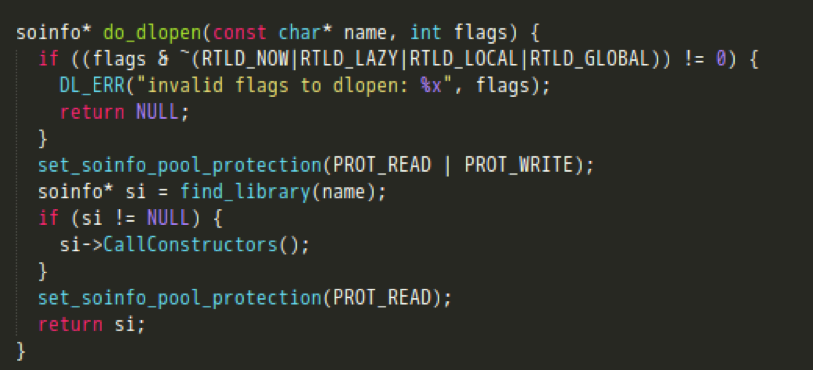 soinfo* do_dlopen(const char* name, int flags) {
  if ((flags & ~(RTLD_NOW|RTLD_LAZY|RTLD_LOCAL|RTLD_GLOBAL)) != 0) {
    DL_ERR("invalid flags to dlopen: %x", flags);
    return NULL;
  }
  set_soinfo_pool_protection(PROT_READ | PROT_WRITE);
  soinfo* si = find_library(name);
  if (si != NULL) {
    si->CallConstructors();
  }
  set_soinfo_pool_protection(PROT_READ);
  return si;
}